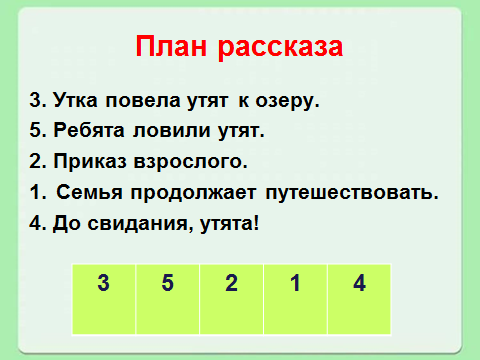 План рассказа
3. Утка повела утят к озеру.
5. Ребята ловили утят.
2. Приказ взрослого.
1. Семья продолжает путешествовать.
4. До свидания, утята!
3 5 2 1 4